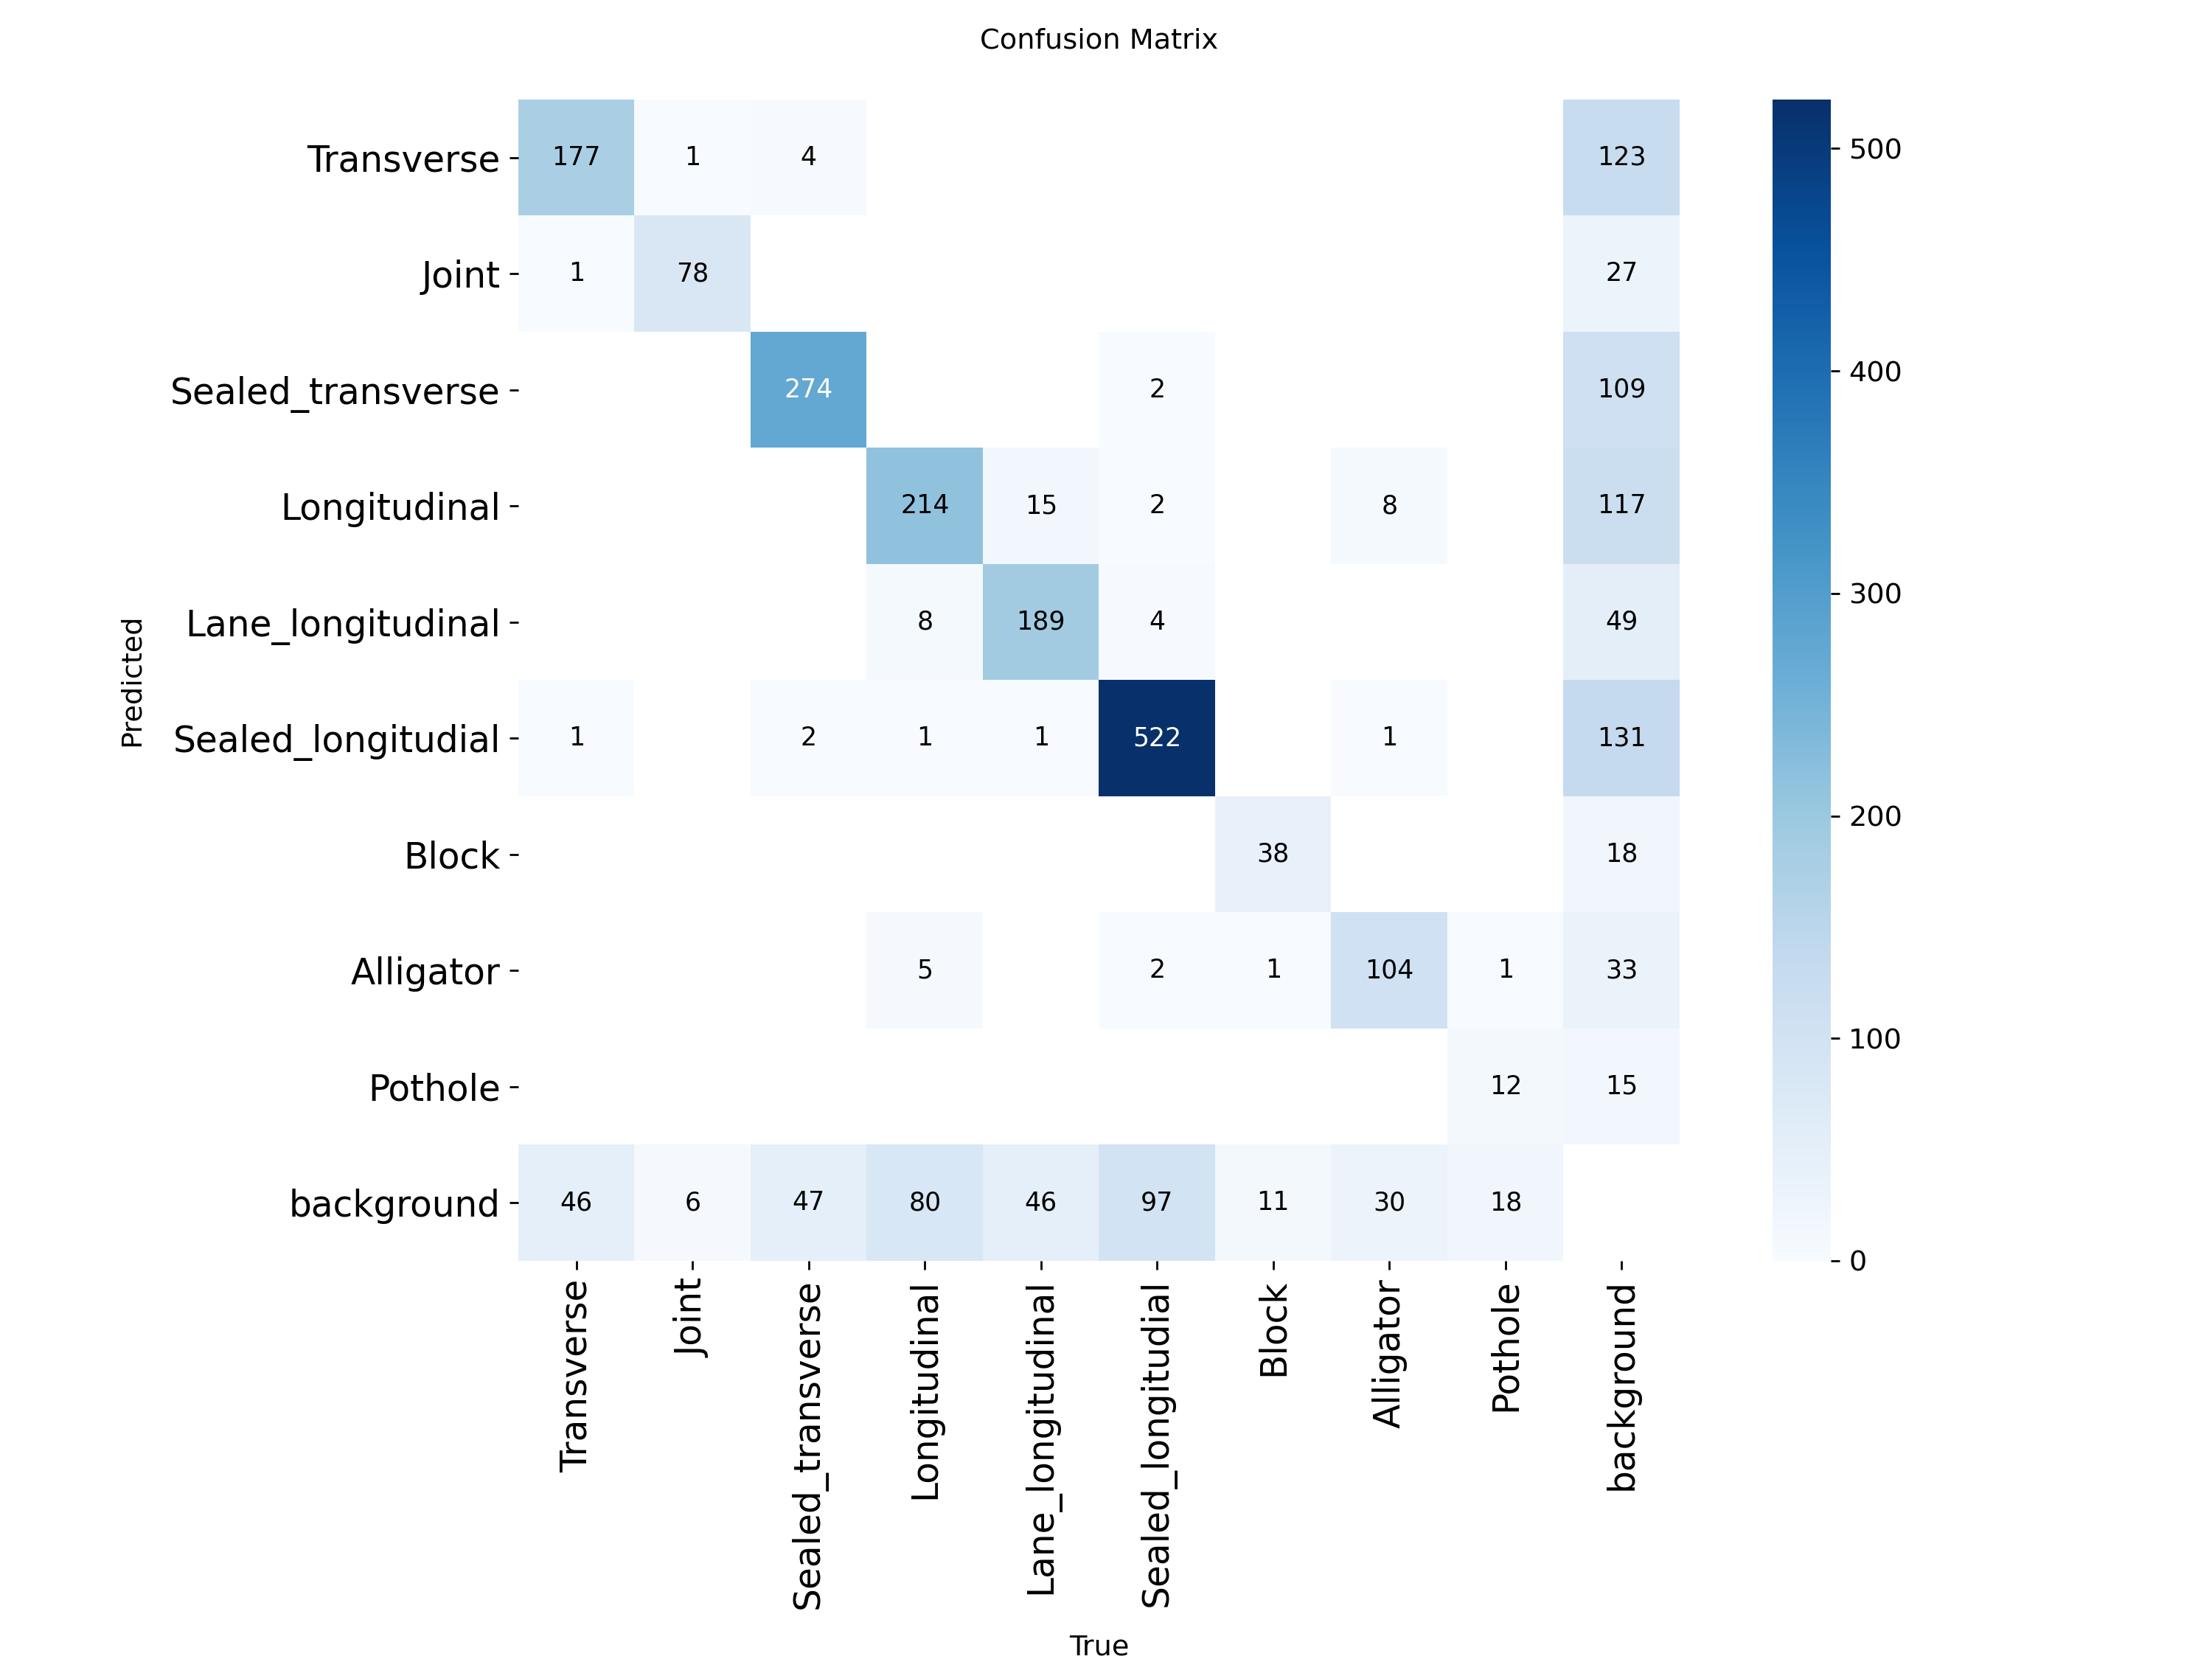 Confusion Matrix
Transverse 177 1 4 123 500
Joint 1 78 27
Sealed_transverse 274 2 109 400
Longitudinal 214 15 2 8 117
Lane_longitudinal 8 189 4 49 300
Sealed_longitudial 1 2 1 1 522 1 131
Block 38 18 200
Alligator 5 2 1 104 1 33 100
Pothole 12 15
background 46 6 47 80 46 97 11 30 18 0
Predicted
Transverse
Joint
Sealed_transverse
Longitudinal
Lane_longitudinal
Sealed_longitudial
Block
Alligator
Pothole
background
True